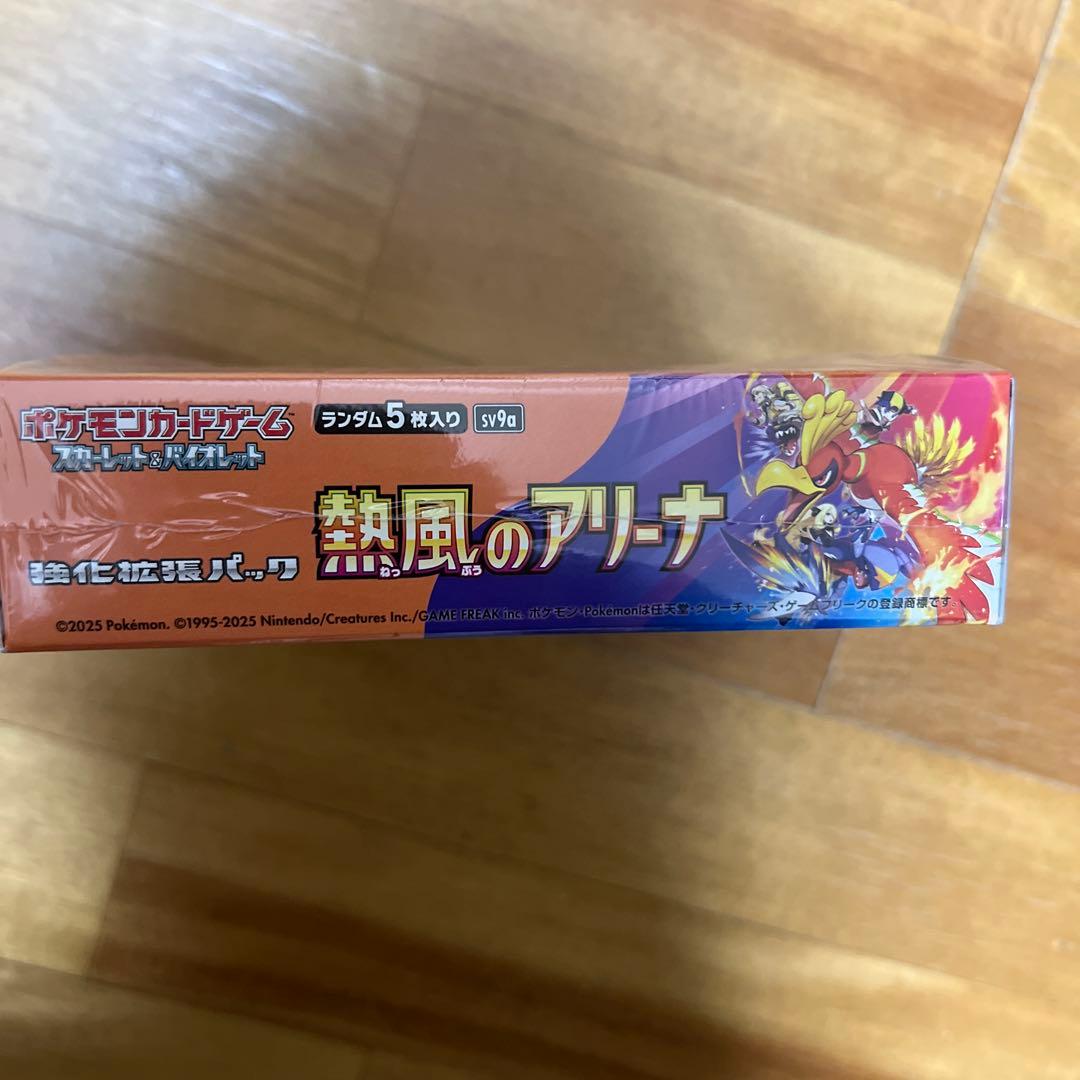 ポケモンカードゲーム™
スカーレット&バイオレット
ランダム5枚入り sv9a
強化拡張パック
熱風のアリーナ
ねっ ぷう
©2025 Pokémon. ©1995-2025 Nintendo/Creatures Inc./GAME FREAK inc. ポケモン・Pokémonは任天堂・クリーチャーズ・ゲームフリークの登録商標です。